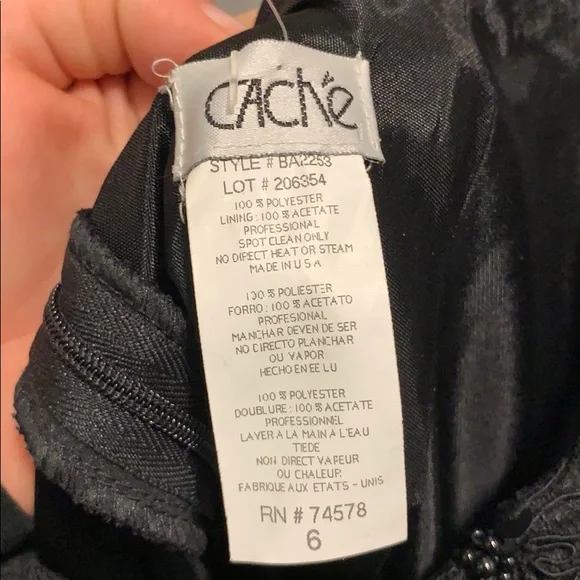 CACHé
STYLE # BA2253
LOT # 206354
100 % POLYESTER
LINING : 100 % ACETATE
PROFESSIONAL
SPOT CLEAN ONLY
NO DIRECT HEAT OR STEAM
MADE IN U S A
100 % POLIESTER
FORRO : 100 % ACETATO
PROFESIONAL
MANCHAR DEVEN DE SER
NO DIRECTO PLANCHAR
OU VAPOR
HECHO EN EE LU
100 % POLYESTER
DOUBLURE : 100 % ACETATE
PROFESSIONNEL
LAVER A LA MAIN A L'EAU
TIEDE
NON DIRECT VAPEUR
OU CHALEUR.
FABRIQUE AUX ETATS - UNIS
RN # 74578
6